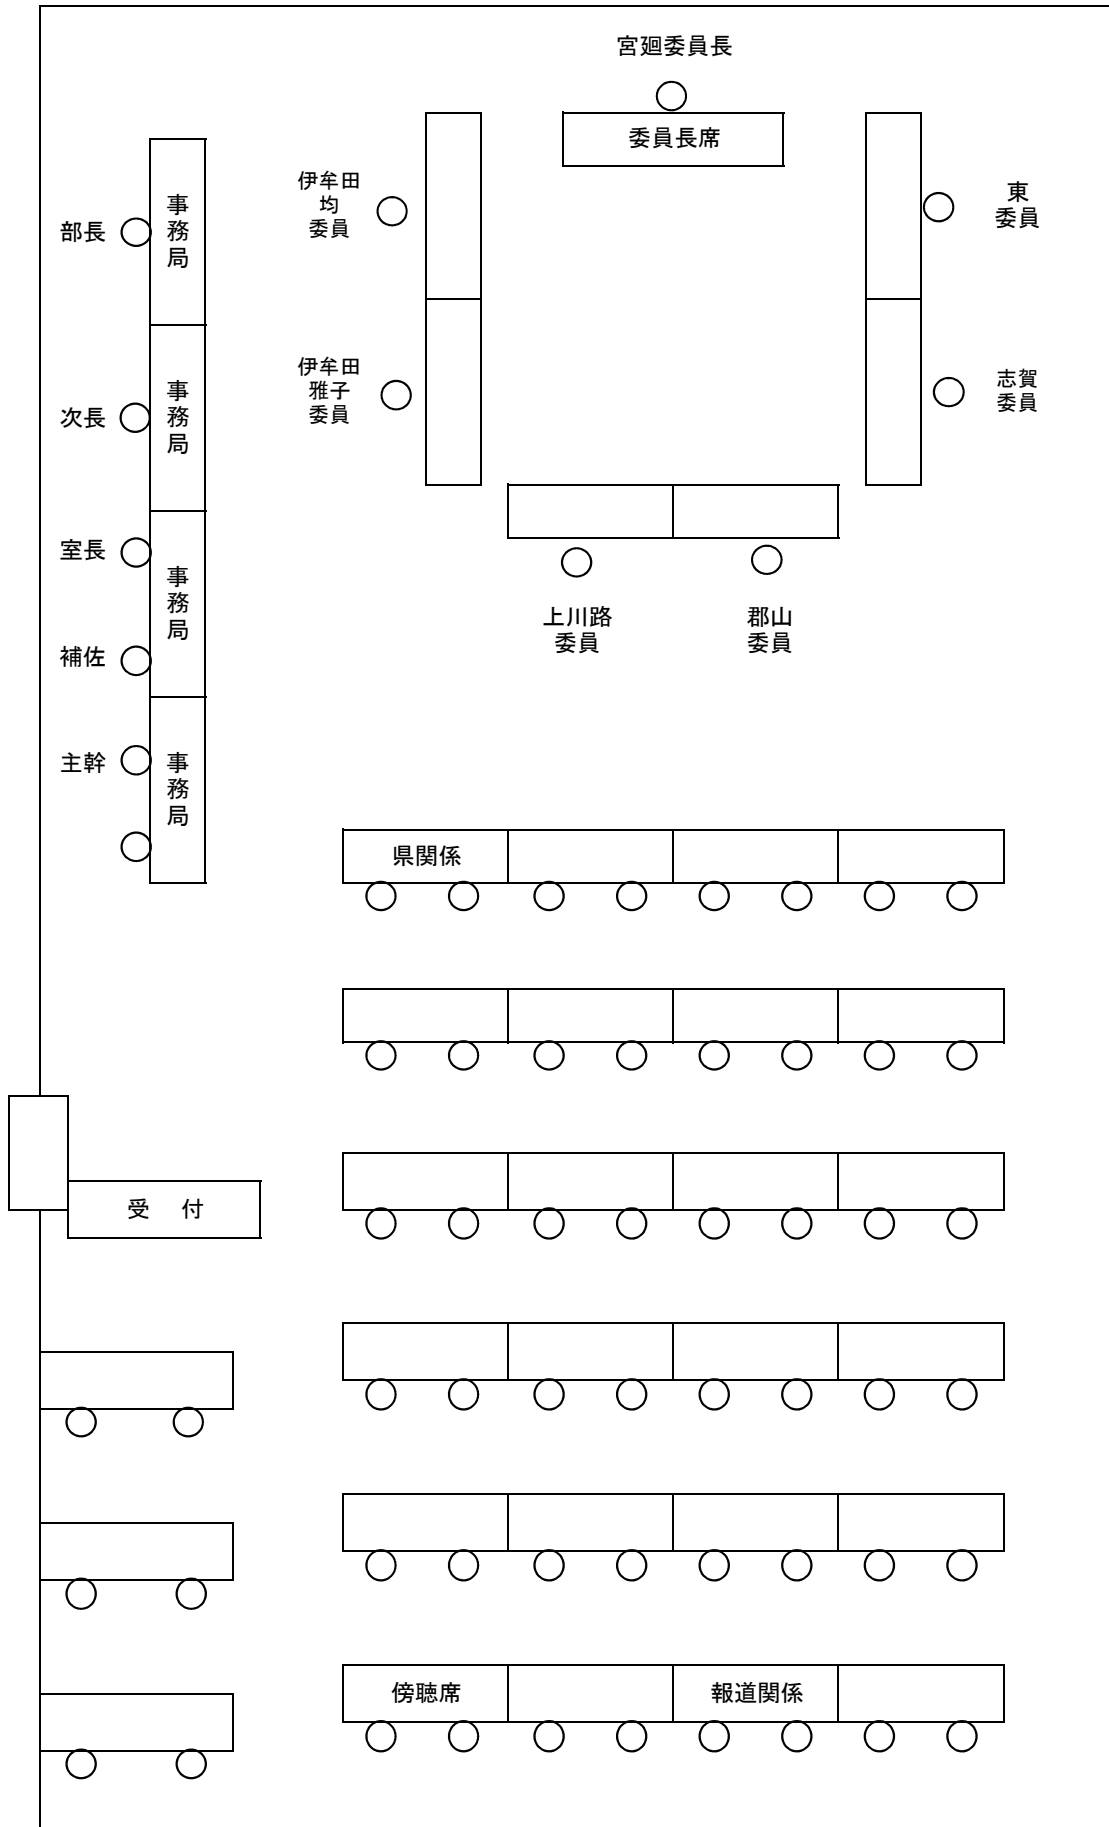 宮廻委員長
委員長席
伊牟田
均
委員
東
委員
伊牟田
雅子
委員
志賀
委員
上川路
委員
郡山
委員
部長
事
務
局
次長
事
務
局
室長
事
務
局
補佐
主幹
事
務
局
県関係
受　付
傍聴席
報道関係